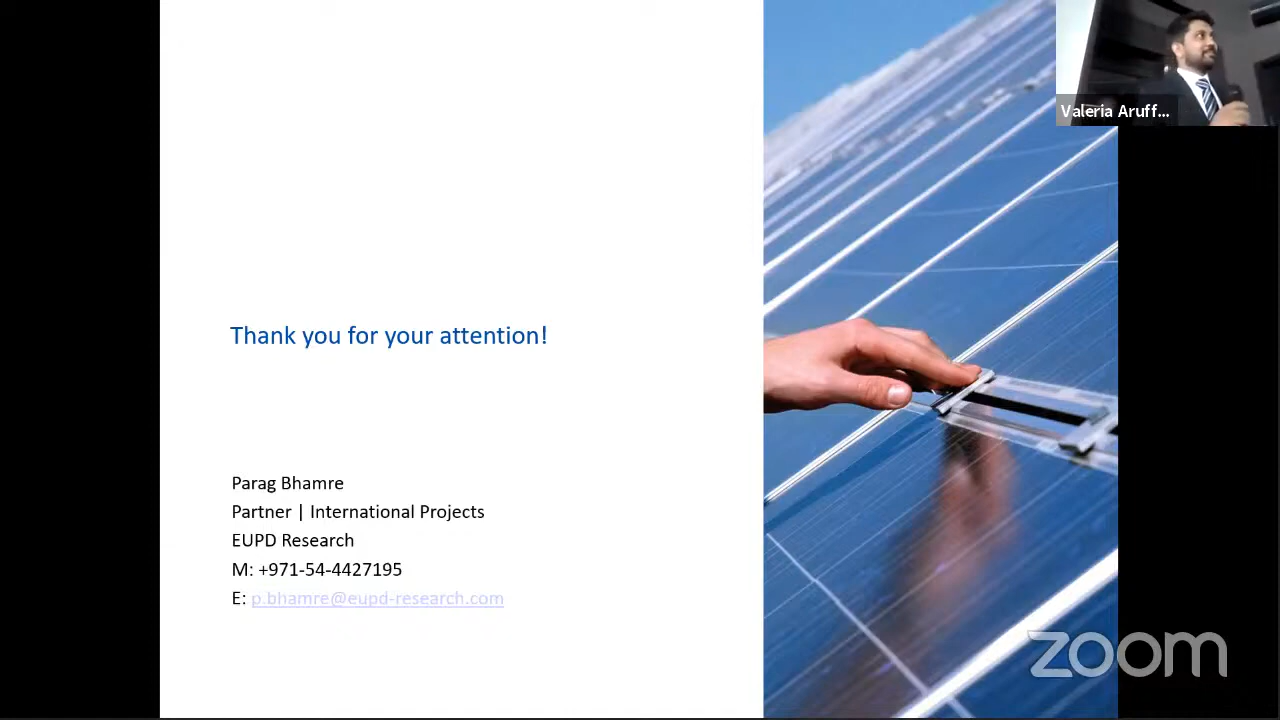 Valeria Aruff...
Thank you for your attention!
Parag Bhamre
Partner | International Projects
EUPD Research
M: +971-54-4427195
E: p.bhamre@eupd-research.com
zoom